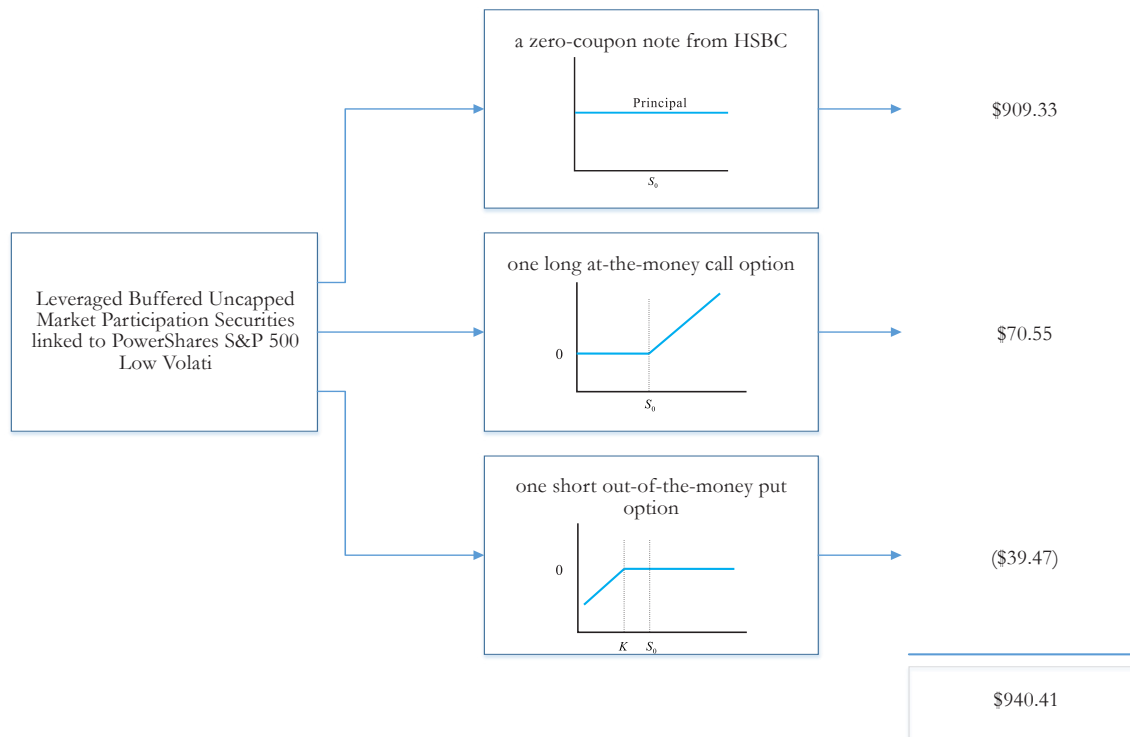 a zero-coupon note from HSBC
Principal
S₀
$909.33
Leveraged Buffered Uncapped
Market Participation Securities
linked to PowerShares S&P 500
Low Volati
one long at-the-money call option
0
S₀
$70.55
one short out-of-the-money put
option
0
K S₀
($39.47)
$940.41